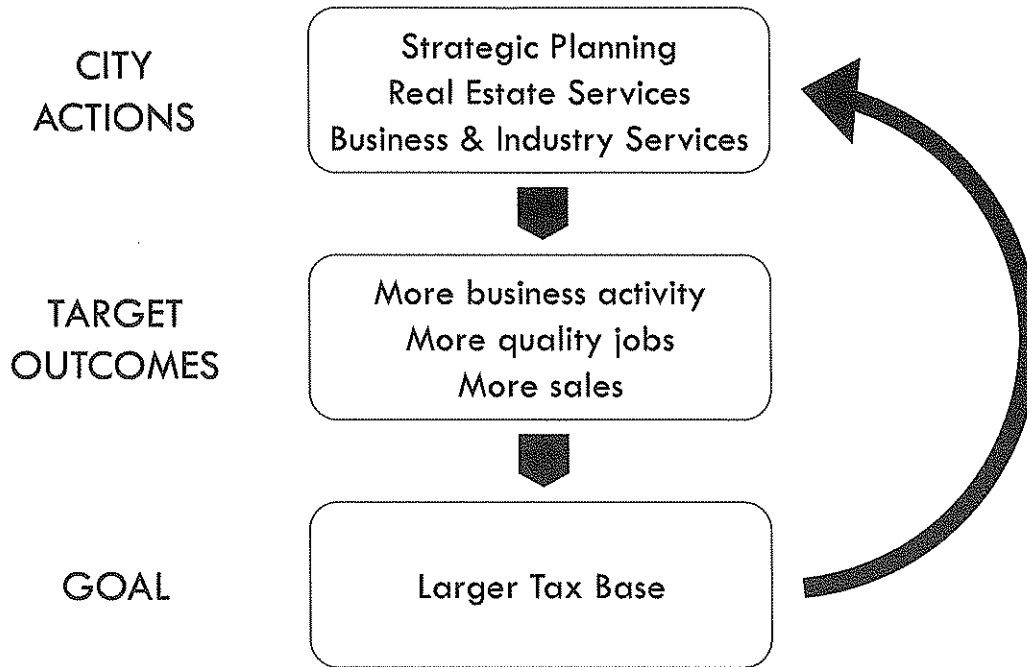 CITY
ACTIONS
Strategic Planning
Real Estate Services
Business & Industry Services
TARGET
OUTCOMES
More business activity
More quality jobs
More sales
GOAL
Larger Tax Base